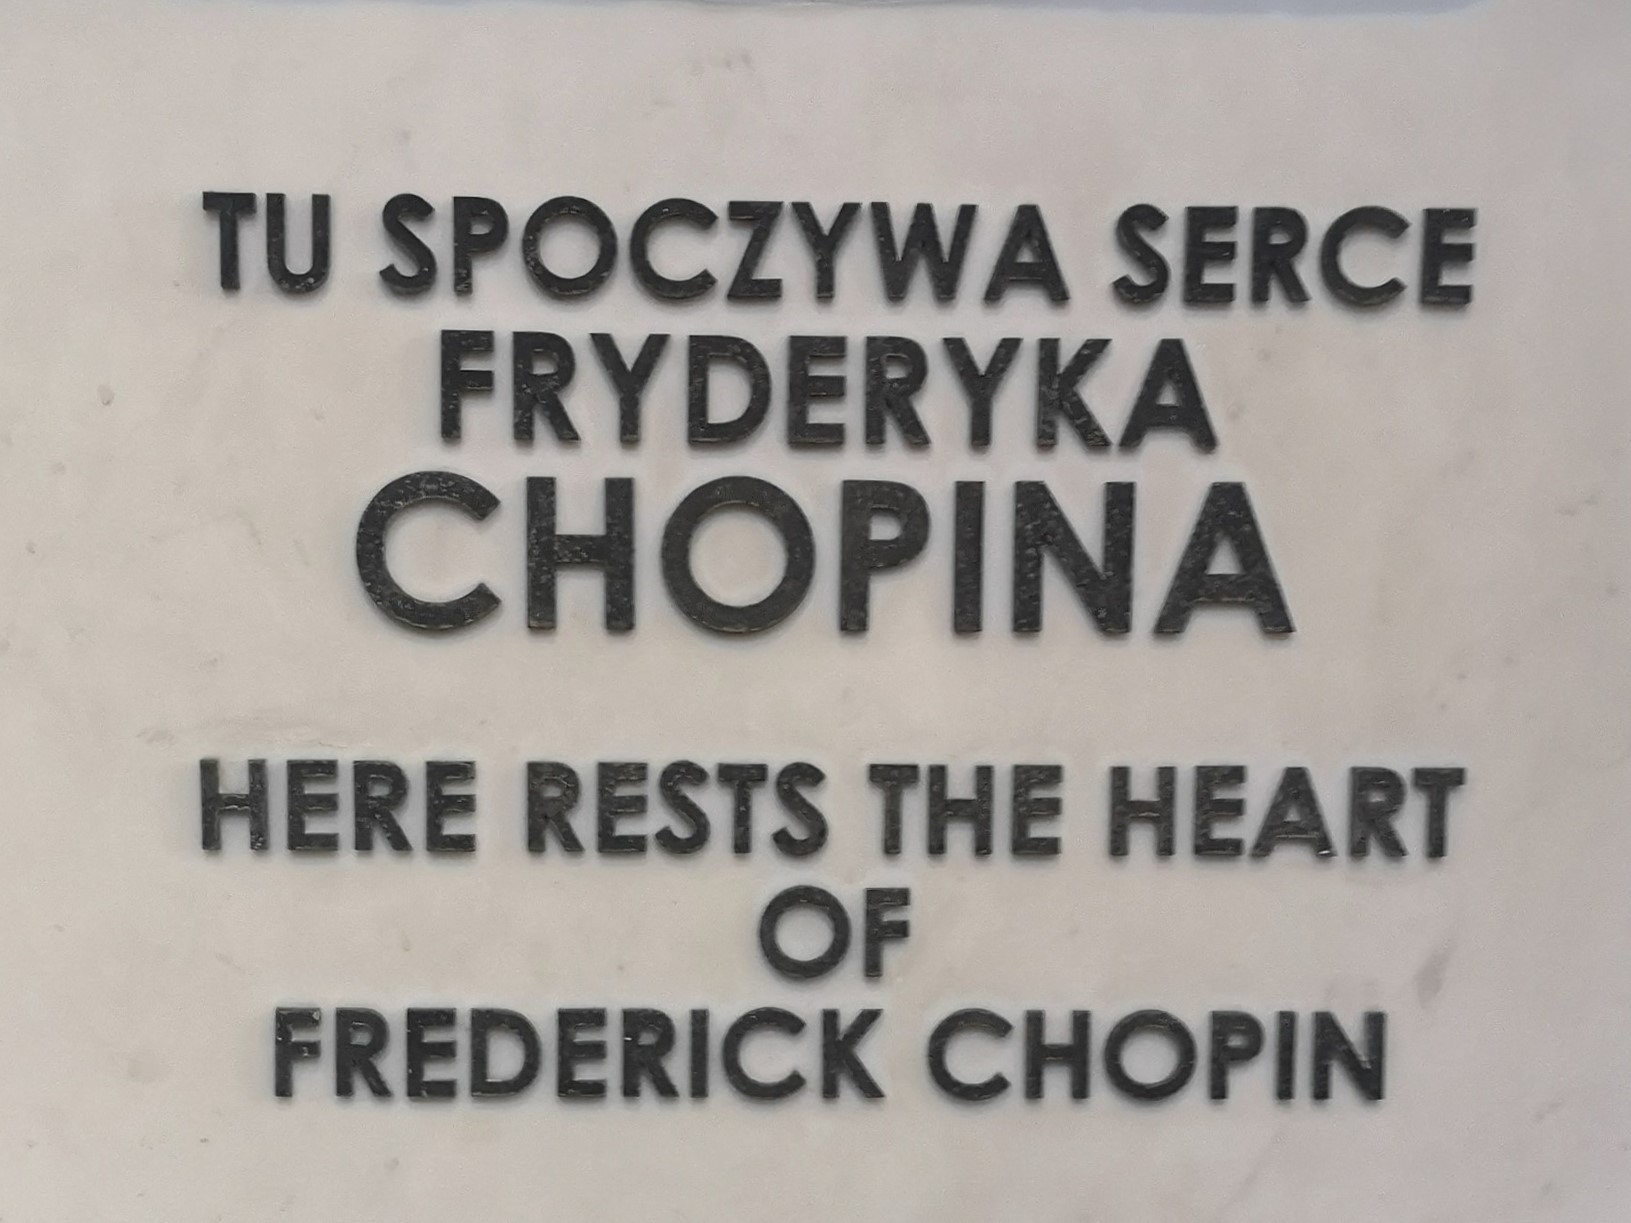 TU SPOCZYWA SERCE
FRYDERYKA
CHOPINA
HERE RESTS THE HEART
OF
FREDERICK CHOPIN